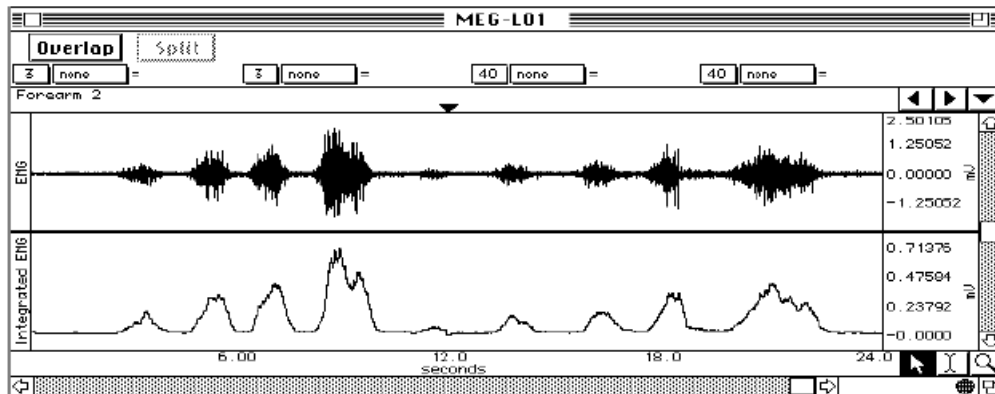 MEG-L01
Overlap Split
3 none = 3 none = 40 none = 40 none =
Forearm 2
EMG
2.50105
1.25052
0.00000
-1.25052
mV
Integrated EMG
0.71375
0.47584
0.23792
-0.0000
mV
6.00 12.0 18.0 24.0
seconds